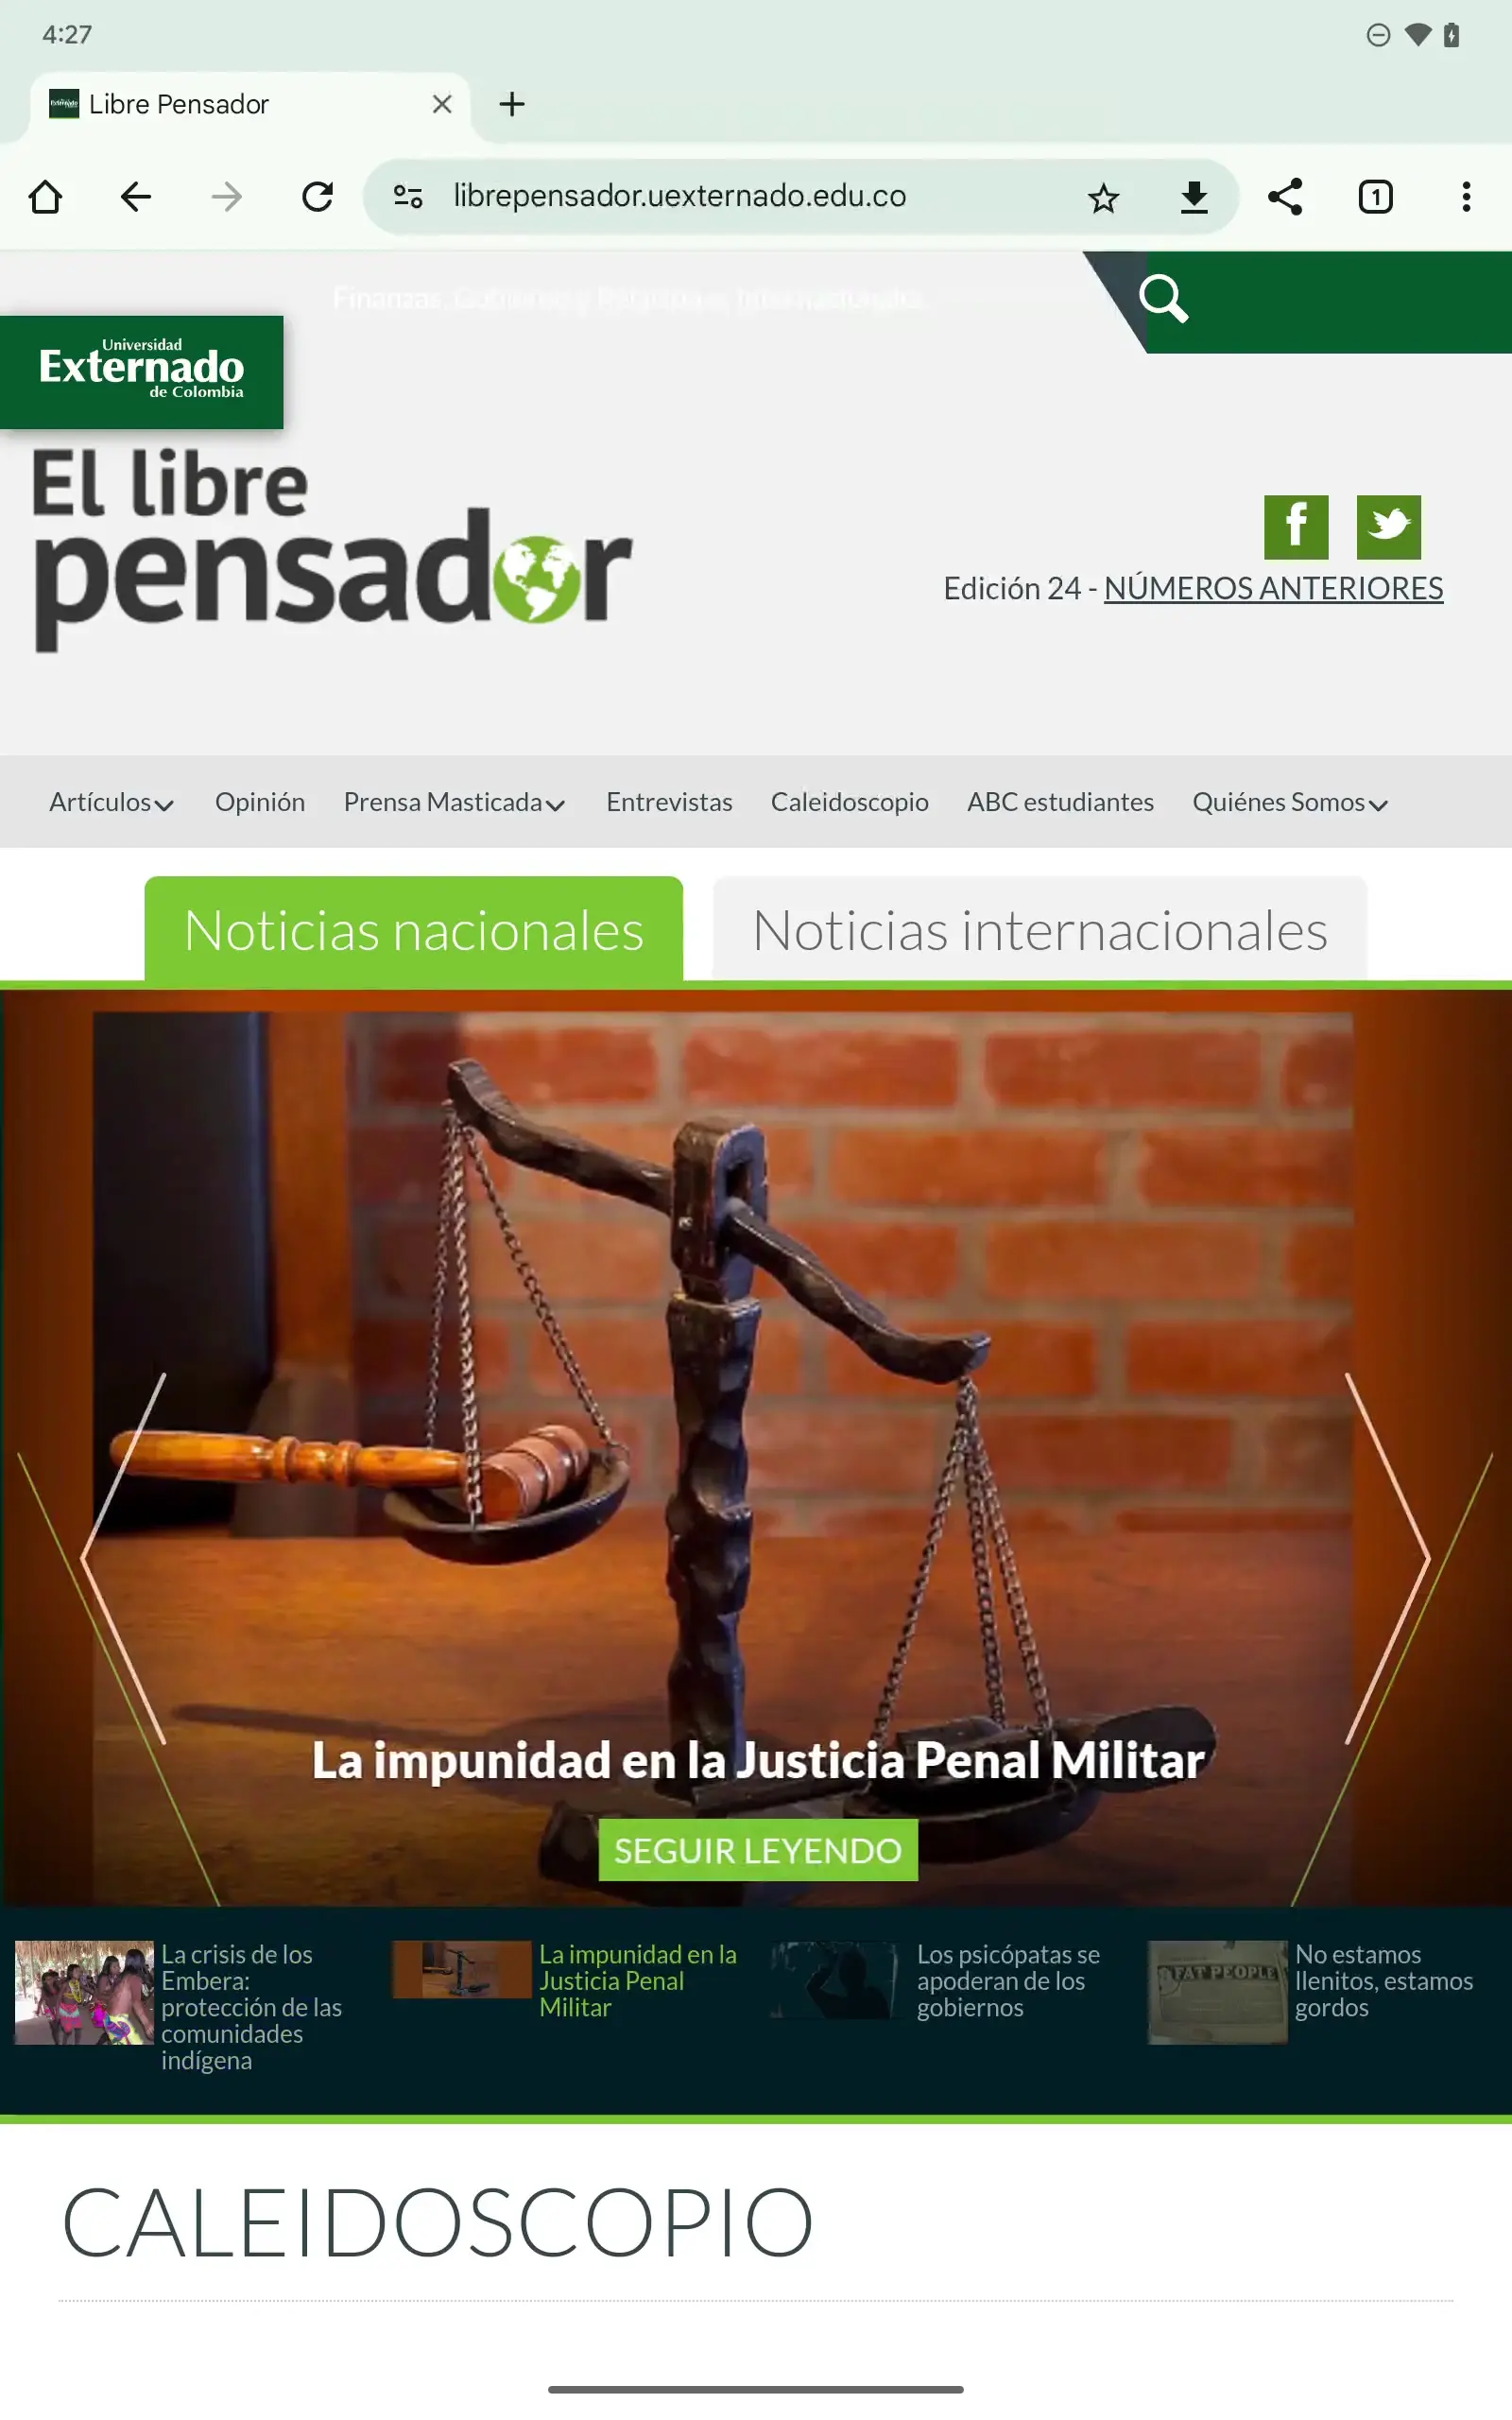 4:27
Libre Pensador
librepensador.uexternado.edu.co
1
Finanzas, Gobierno y Relaciones Internacionales
Universidad
Externado
de Colombia
El libre
pensador
Edición 24 - NÚMEROS ANTERIORES
Artículos
Opinión
Prensa Masticada
Entrevistas
Caleidoscopio
ABC estudiantes
Quiénes Somos
Noticias nacionales
Noticias internacionales
La impunidad en la Justicia Penal Militar
SEGUIR LEYENDO
La crisis de los
Embera:
protección de las
comunidades
indígena
La impunidad en la
Justicia Penal
Militar
Los psicópatas se
apoderan de los
gobiernos
FAT PEOPLE
No estamos
llenitos, estamos
gordos
CALEIDOSCOPIO